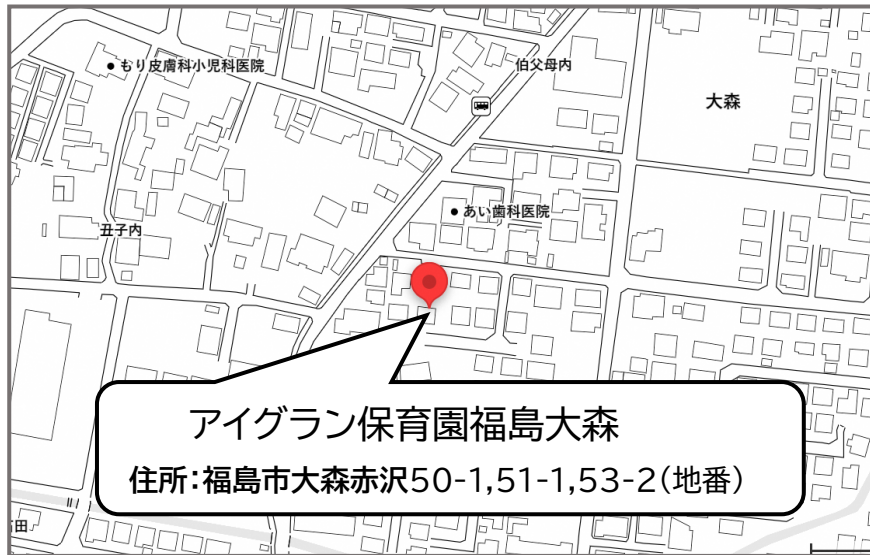 もり皮膚科小児科医院
伯父母内
大森
あい歯科医院
丑子内
アイグラン保育園福島大森
住所:福島市大森赤沢50-1,51-1,53-2(地番)
田